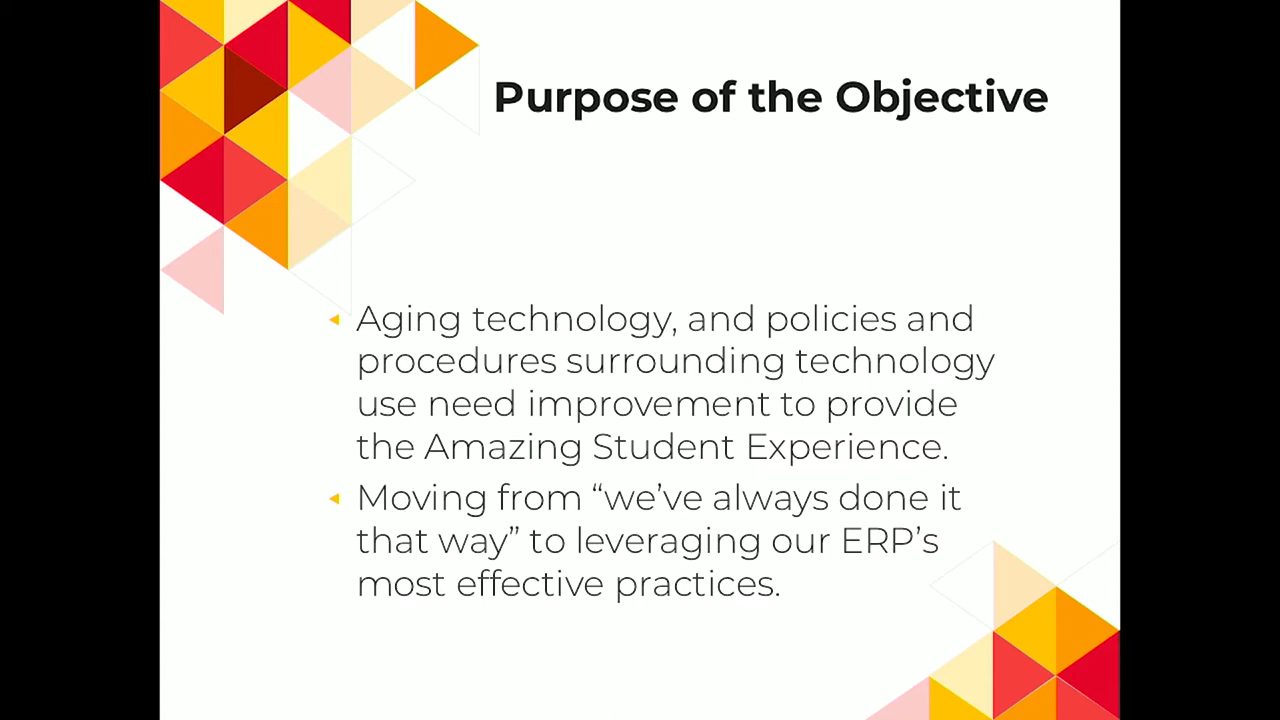 Purpose of the Objective
Aging technology, and policies and
procedures surrounding technology
use need improvement to provide
the Amazing Student Experience.
Moving from “we’ve always done it
that way” to leveraging our ERP’s
most effective practices.